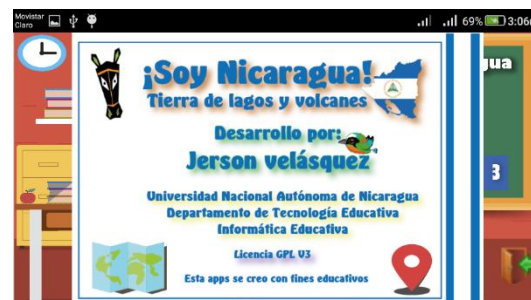 Movistar
Claro
69% 3:06
¡Soy Nicaragua!
Tierra de lagos y volcanes
Desarrollo por:
Jerson velásquez
Universidad Nacional Autónoma de Nicaragua
Departamento de Tecnología Educativa
Informática Educativa
Licencia GPL V3
Esta apps se creo con fines educativos
3